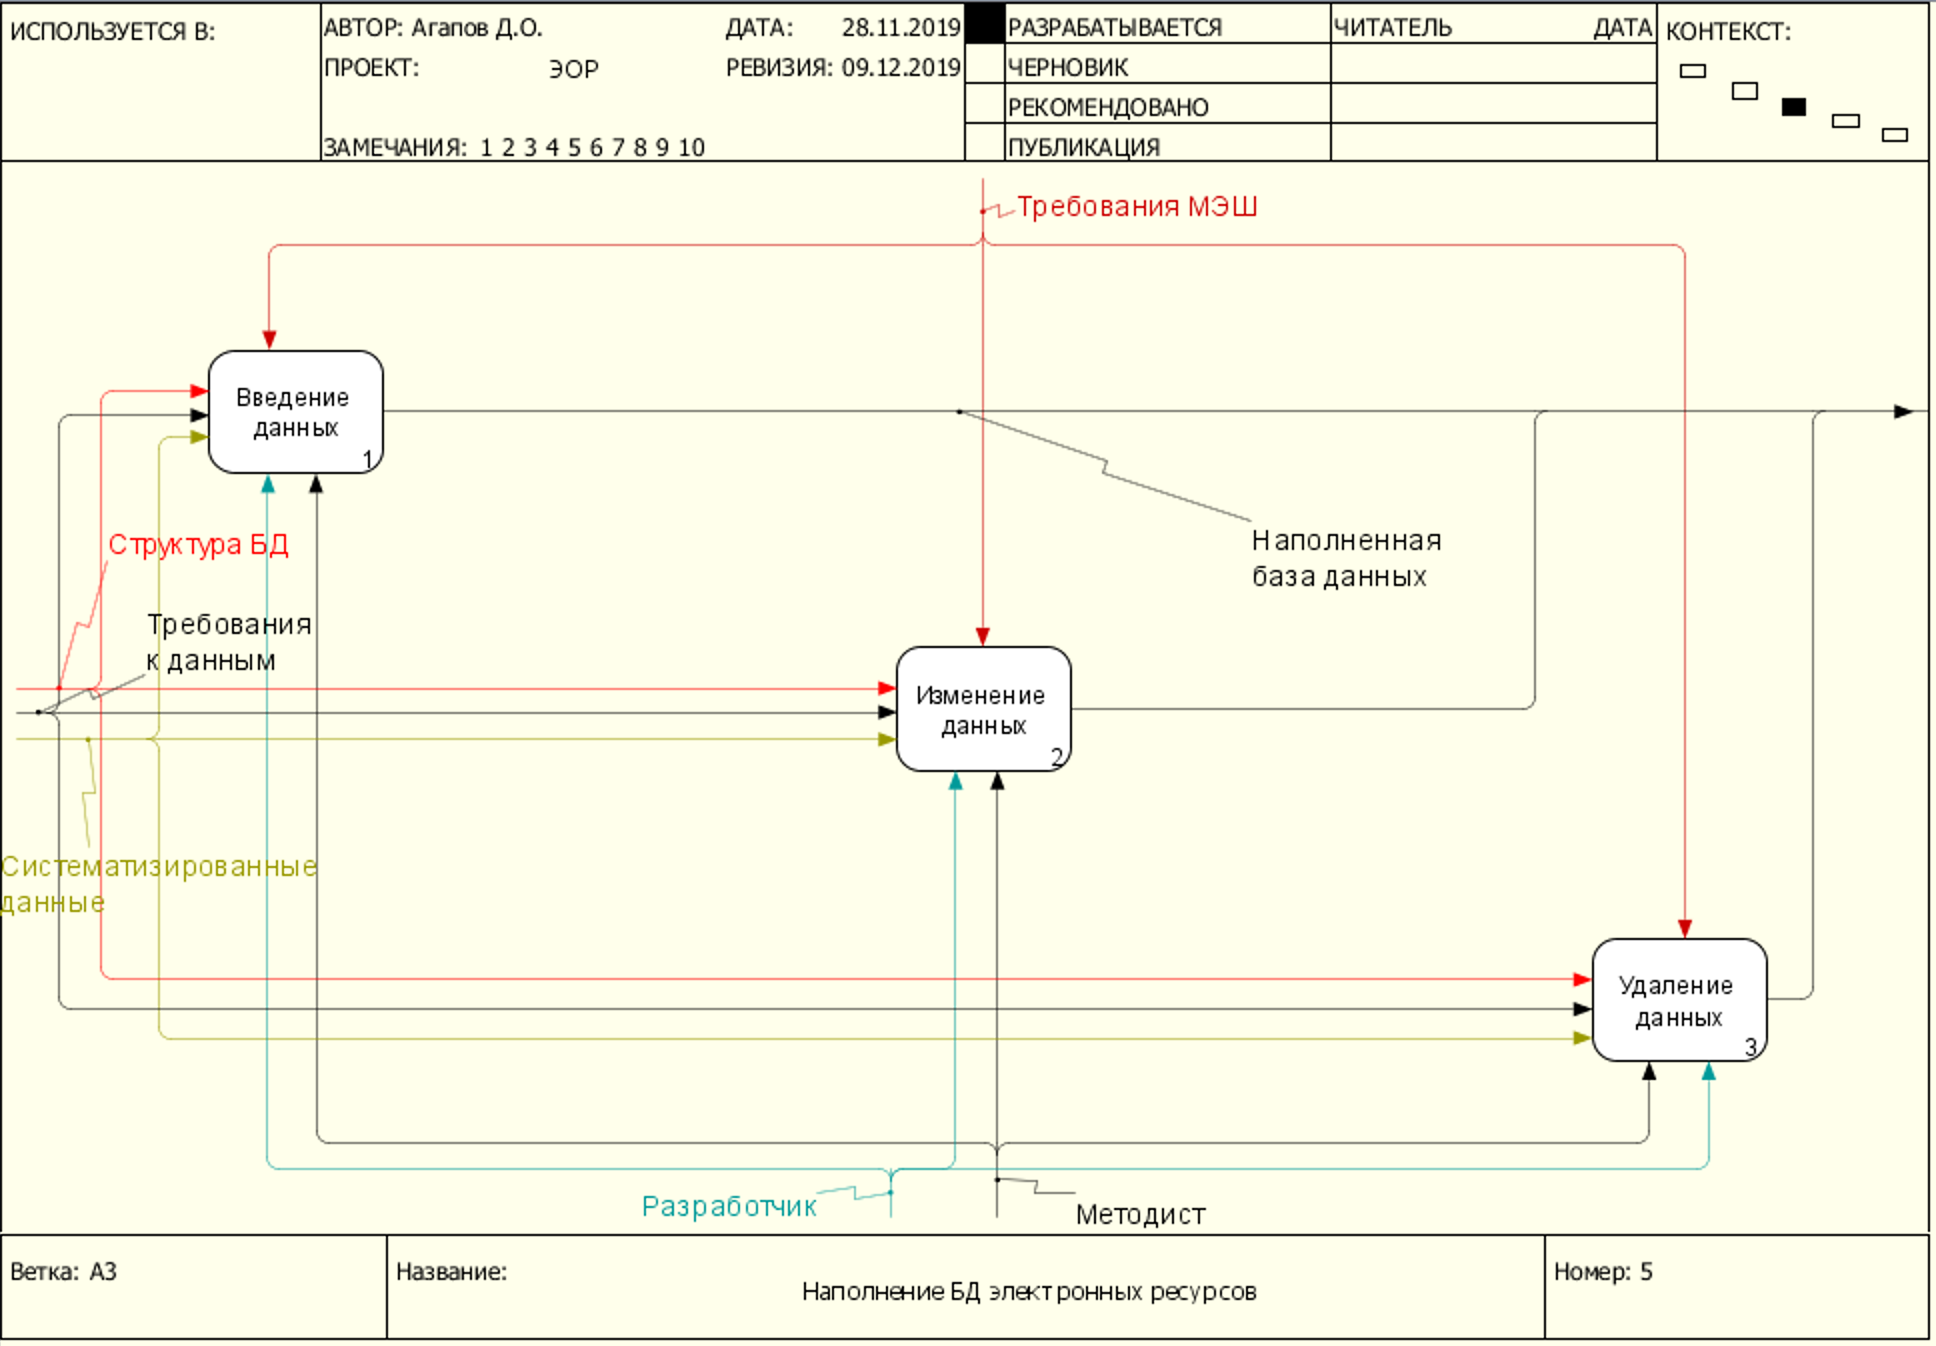 ИСПОЛЬЗУЕТСЯ В:
АВТОР: Агапов Д.О.
ДАТА: 28.11.2019
ПРОЕКТ: ЭОР
РЕВИЗИЯ: 09.12.2019
ЗАМЕЧАНИЯ: 1 2 3 4 5 6 7 8 9 10
РАЗРАБАТЫВАЕТСЯ
ЧЕРНОВИК
РЕКОМЕНДОВАНО
ПУБЛИКАЦИЯ
ЧИТАТЕЛЬ ДАТА
КОНТЕКСТ:
Требования МЭШ
Введение
данных
1
Структура БД
Наполненная
база данных
Требования
к данным
Изменение
данных
2
Систематизированные
данные
Удаление
данных
3
Разработчик
Методист
Ветка: А3
Название:
Наполнение БД электронных ресурсов
Номер: 5